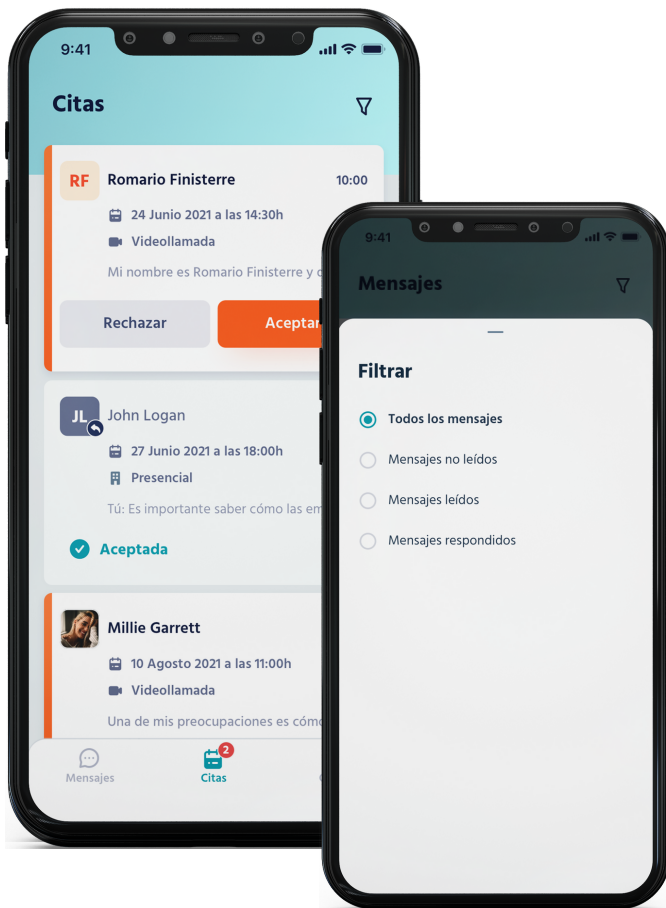 9:41
Citas
RF
Romario Finisterre
10:00
24 Junio 2021 a las 14:30h
Videollamada
Mi nombre es Romario Finisterre y
Rechazar
Aceptar
JL
John Logan
27 Junio 2021 a las 18:00h
Presencial
Tú: Es importante saber cómo las
Aceptada
Millie Garrett
10 Agosto 2021 a las 11:00h
Videollamada
Una de mis preocupaciones es cómo
Mensajes
2
Citas
9:41
Mensajes
Filtrar
Todos los mensajes
Mensajes no leídos
Mensajes leídos
Mensajes respondidos